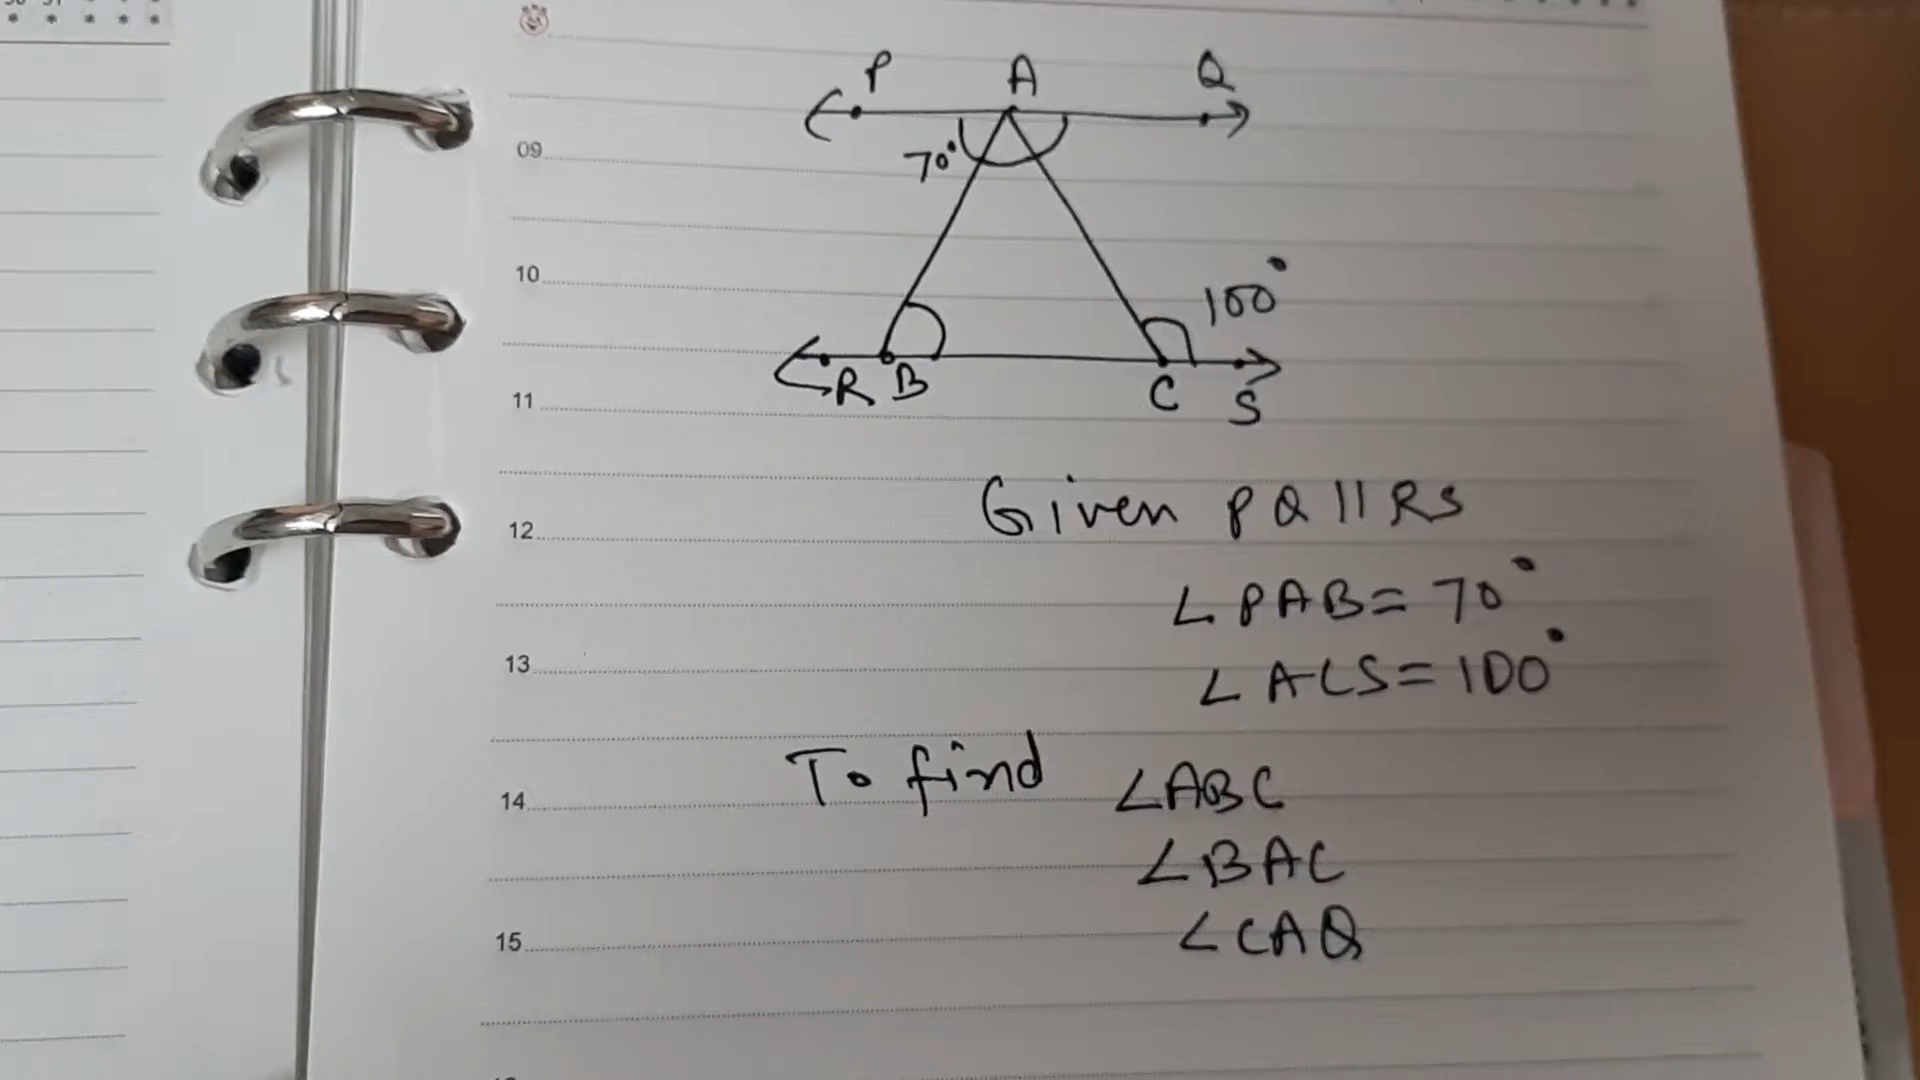 P A Q
70°
09
10
100°
R B C S
11
Given PQ || RS
12
∠PAB = 70°
13
∠ACS = 100°
To find ∠ABC
14
∠BAC
15
∠CAQ